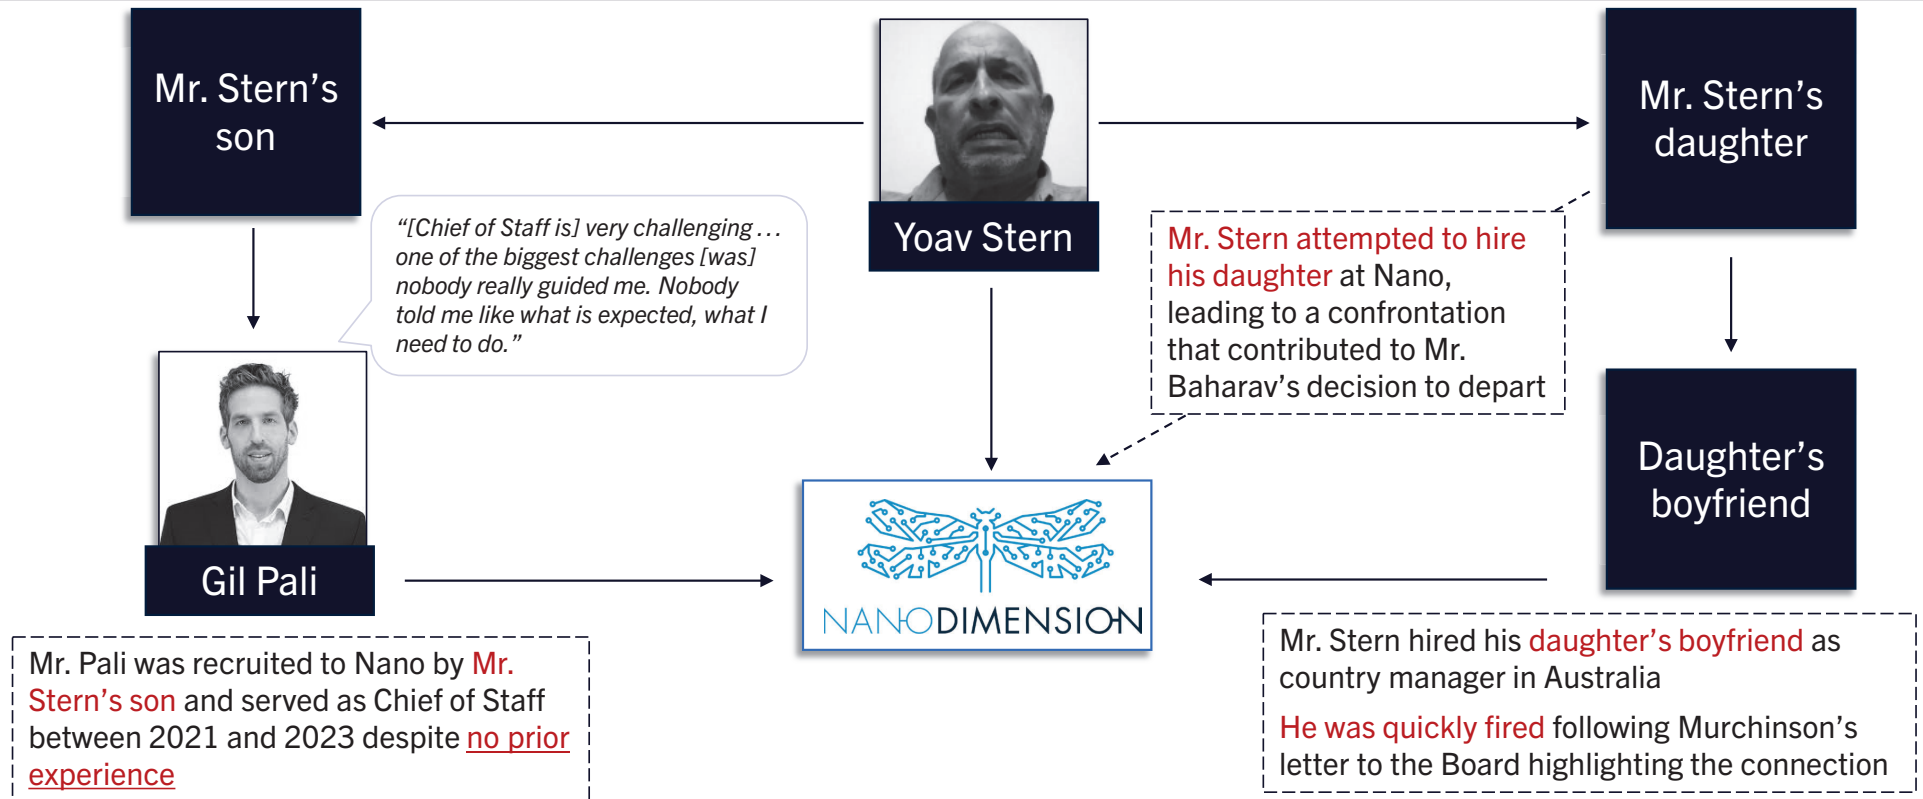 Mr. Stern’s
son
Yoav Stern
Mr. Stern’s
daughter
“[Chief of Staff is] very challenging…
one of the biggest challenges [was]
nobody really guided me. Nobody
told me like what is expected, what I
need to do.”
Mr. Stern attempted to hire
his daughter at Nano,
leading to a confrontation
that contributed to Mr.
Baharav’s decision to depart
Gil Pali
NANODIMENSION
Daughter’s
boyfriend
Mr. Pali was recruited to Nano by Mr.
Stern’s son and served as Chief of Staff
between 2021 and 2023 despite no prior
experience
Mr. Stern hired his daughter’s boyfriend as
country manager in Australia
He was quickly fired following Murchinson’s
letter to the Board highlighting the connection